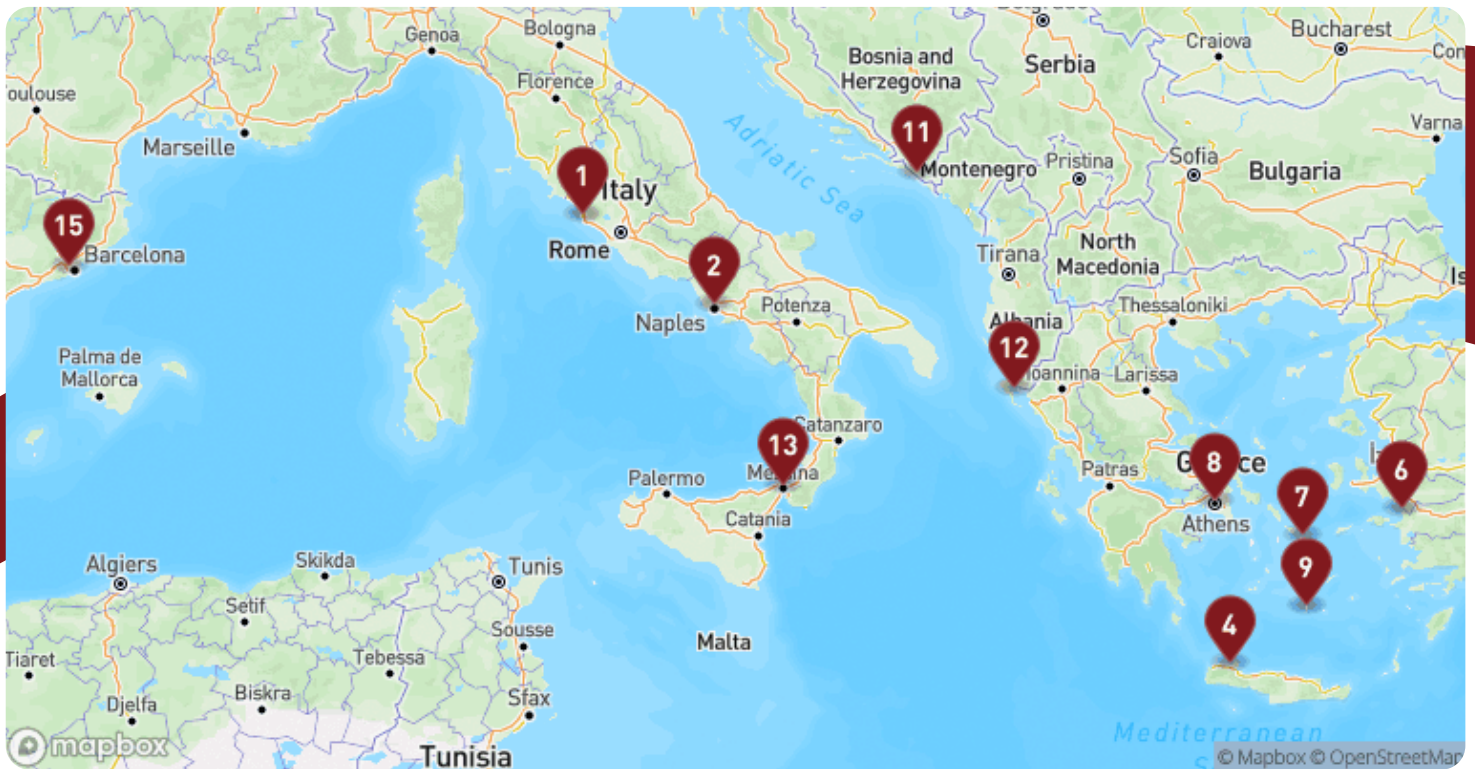 Genoa
Bologna
Bucharest
Craiova
Bosnia and
Herzegovina
Serbia
Florence
oulouse
Marseille
Varna
Adriatic Sea
11
Montenegro
Pristina
Sofia
Bulgaria
1
Italy
15
Barcelona
Rome
2
Tirana
North
Macedonia
Naples
Potenza
Thessaloniki
Albania
12
Ioannina
Larissa
Palma de
Mallorca
Catanzaro
13
Messina
Palermo
Patras
8
6
7
Athens
Catania
9
Algiers
Skikda
Tunis
Setif
4
Sousse
Malta
Tiaret
Tebessa
Biskra
Sfax
Djelfa
Mediterranean
mapbox
Tunisia
© Mapbox © OpenStreetMap